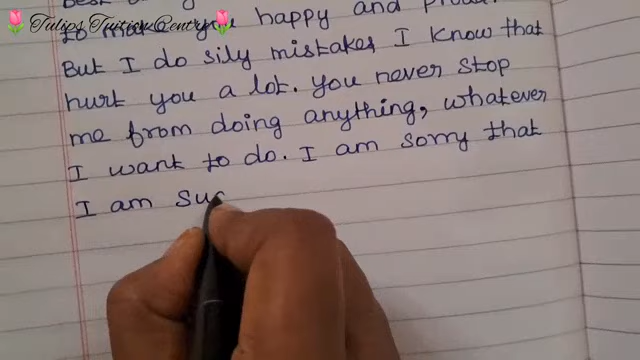 🌷Tulips Tuition Centre🌷
to make you happy and proud.
But I do sily mistakes I know that
hurt you a lot. you never stop
me from doing anything, whatever
I want to do. I am sorry that
I am suc